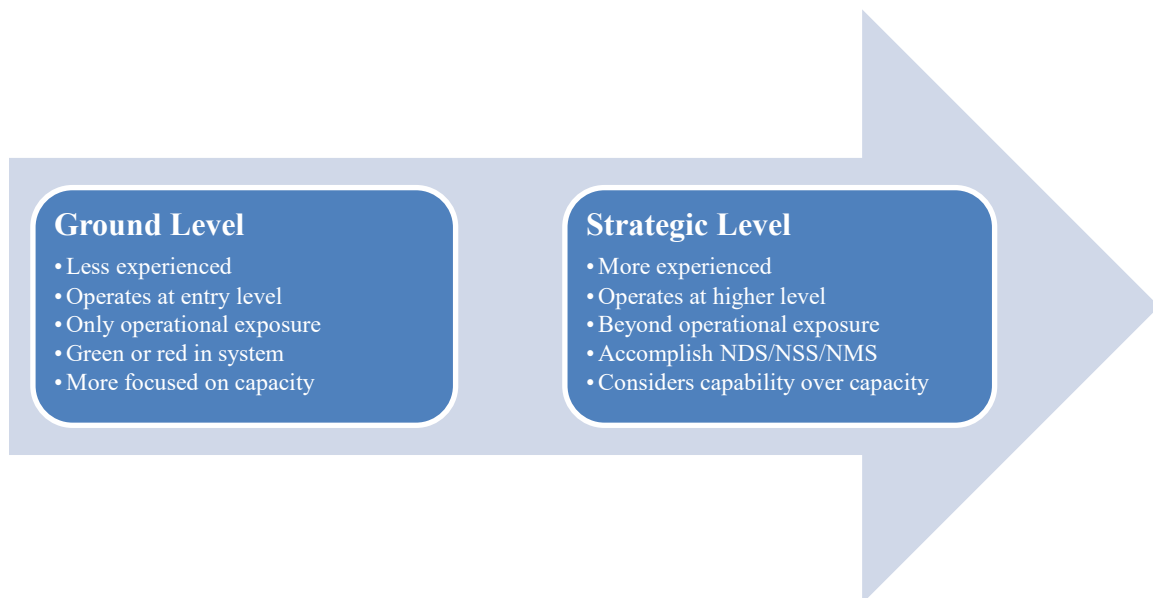 Ground Level
• Less experienced
• Operates at entry level
• Only operational exposure
• Green or red in system
• More focused on capacity
Strategic Level
• More experienced
• Operates at higher level
• Beyond operational exposure
• Accomplish NDS/NSS/NMS
• Considers capability over capacity